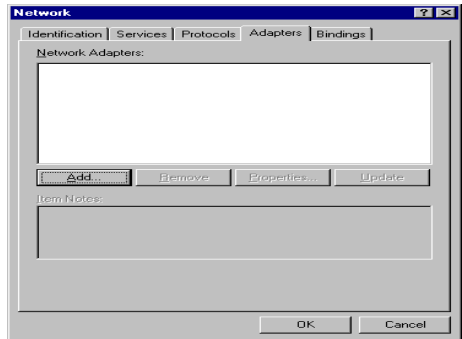 Network
Identification Services Protocols Adapters Bindings
Network Adapters:
Add... Remove Properties... Update
Item Notes:
OK Cancel